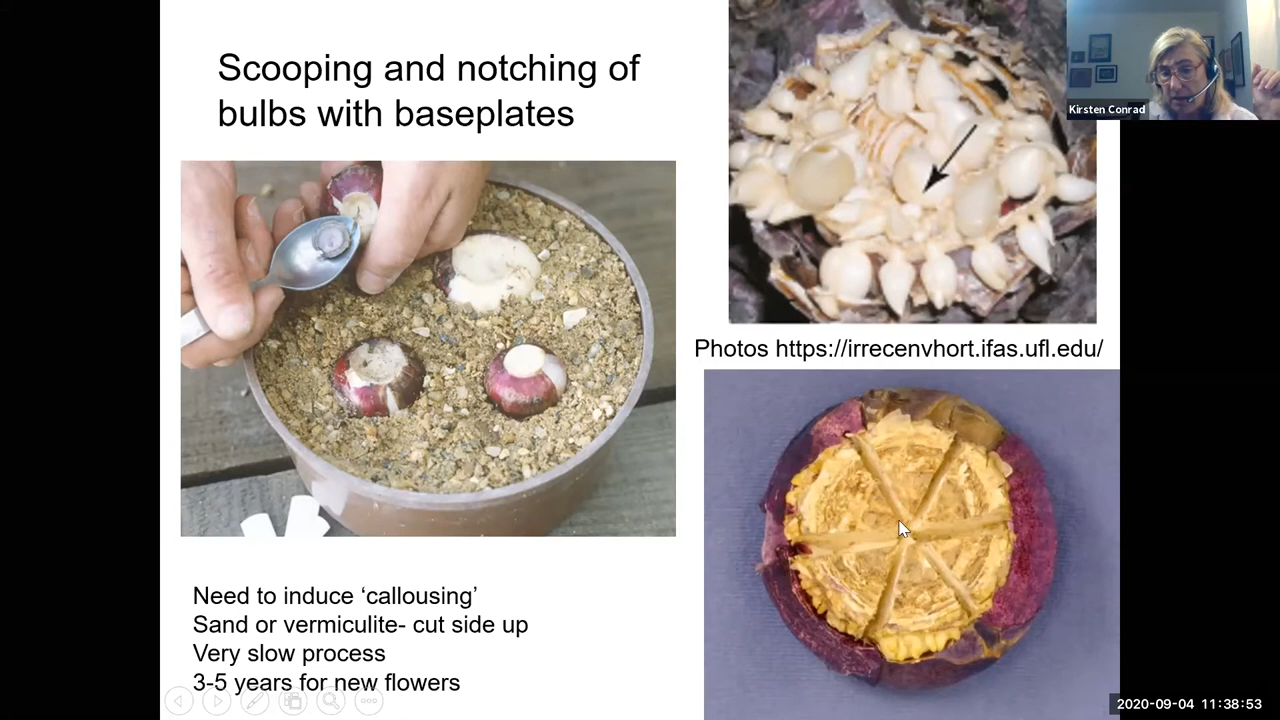 Scooping and notching of
bulbs with baseplates
Kirsten Conrad
Photos https://irrecenvhort.ifas.ufl.edu/
Need to induce ‘callousing’
Sand or vermiculite- cut side up
Very slow process
3-5 years for new flowers
2020-09-04 11:38:53